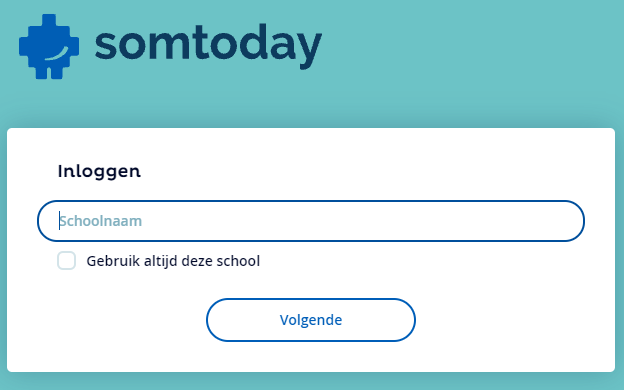 somtoday
Inloggen
Schoolnaam
Gebruik altijd deze school
Volgende